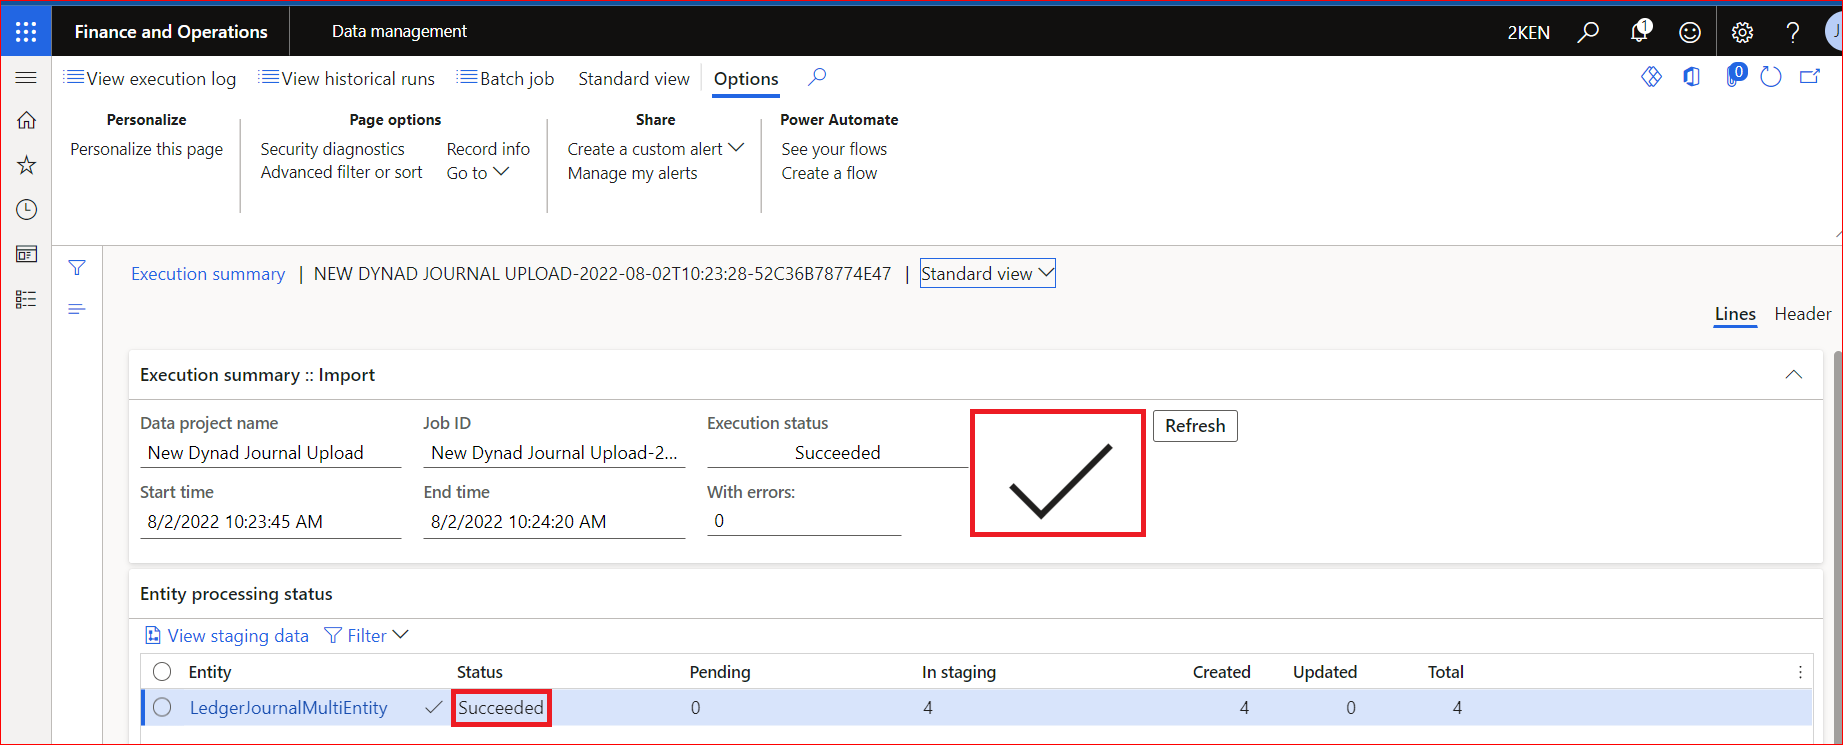 Finance and Operations Data management 2KEN 1 ? J
View execution log View historical runs Batch job Standard view Options 0
Personalize Page options Share Power Automate
Personalize this page Security diagnostics Record info Create a custom alert See your flows
Advanced filter or sort Go to Manage my alerts Create a flow
Execution summary | NEW DYNAD JOURNAL UPLOAD-2022-08-02T10:23:28-52C36B78774E47 | Standard view
Lines Header
Execution summary :: Import
Data project name Job ID Execution status Refresh
New Dynad Journal Upload New Dynad Journal Upload-2... Succeeded
Start time End time With errors:
8/2/2022 10:23:45 AM 8/2/2022 10:24:20 AM 0
Entity processing status
View staging data Filter
Entity Status Pending In staging Created Updated Total
LedgerJournalMultiEntity Succeeded 0 4 4 0 4